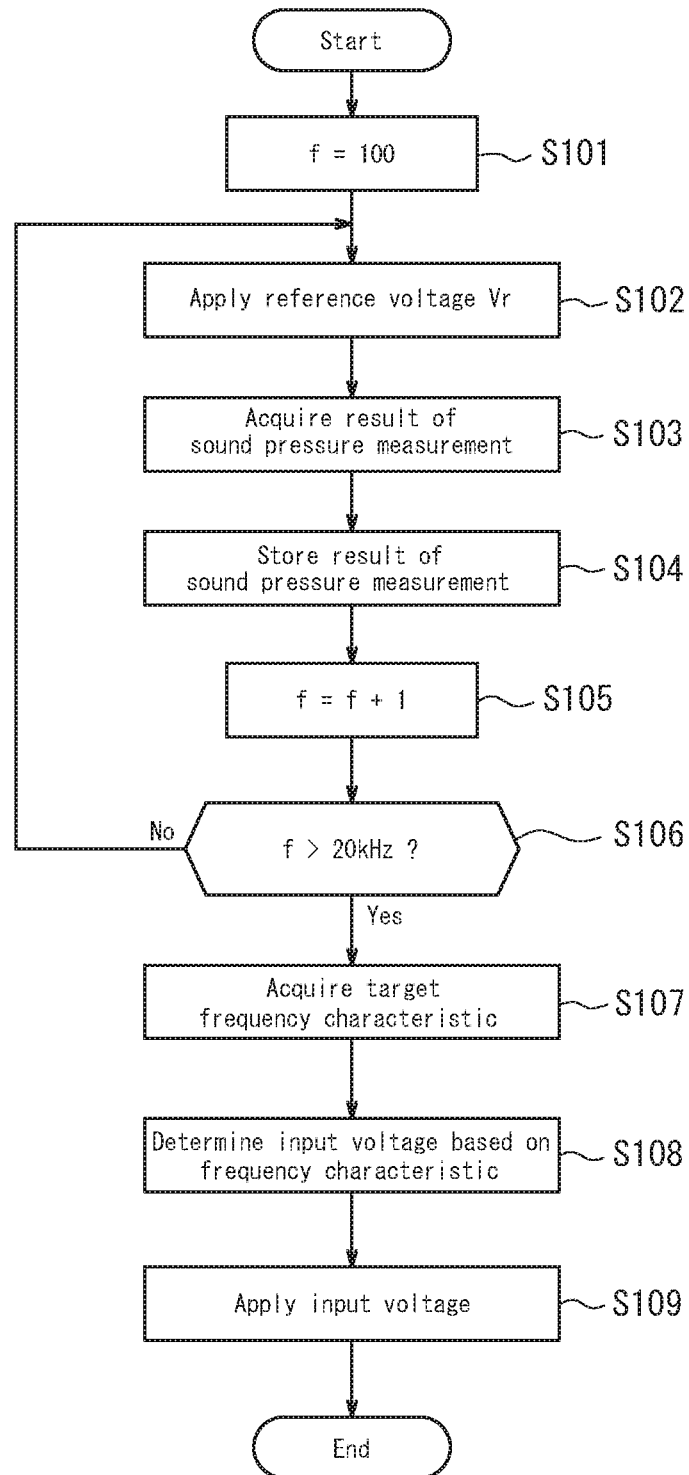 Start
f = 100
S101
Apply reference voltage Vr
S102
Acquire result of
sound pressure measurement
S103
Store result of
sound pressure measurement
S104
f = f + 1
S105
No
f > 20kHz ?
S106
Yes
Acquire target
frequency characteristic
S107
Determine input voltage based on
frequency characteristic
S108
Apply input voltage
S109
End